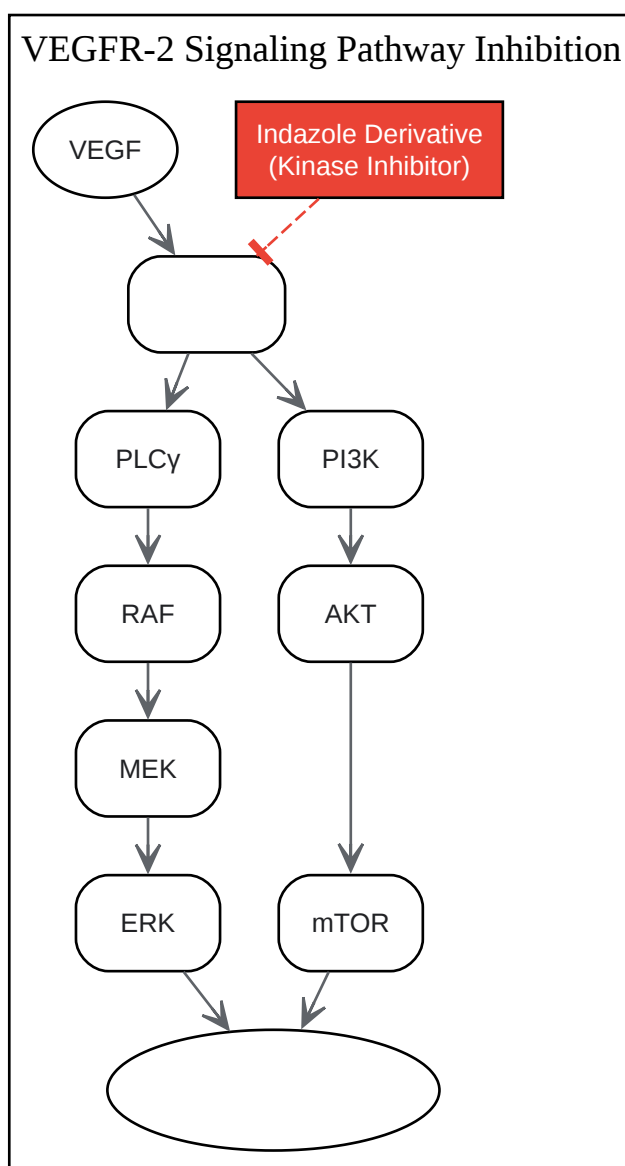 VEGFR-2 Signaling Pathway Inhibition
VEGF
Indazole Derivative
(Kinase Inhibitor)
PLCγ
PI3K
RAF
AKT
MEK
ERK
mTOR